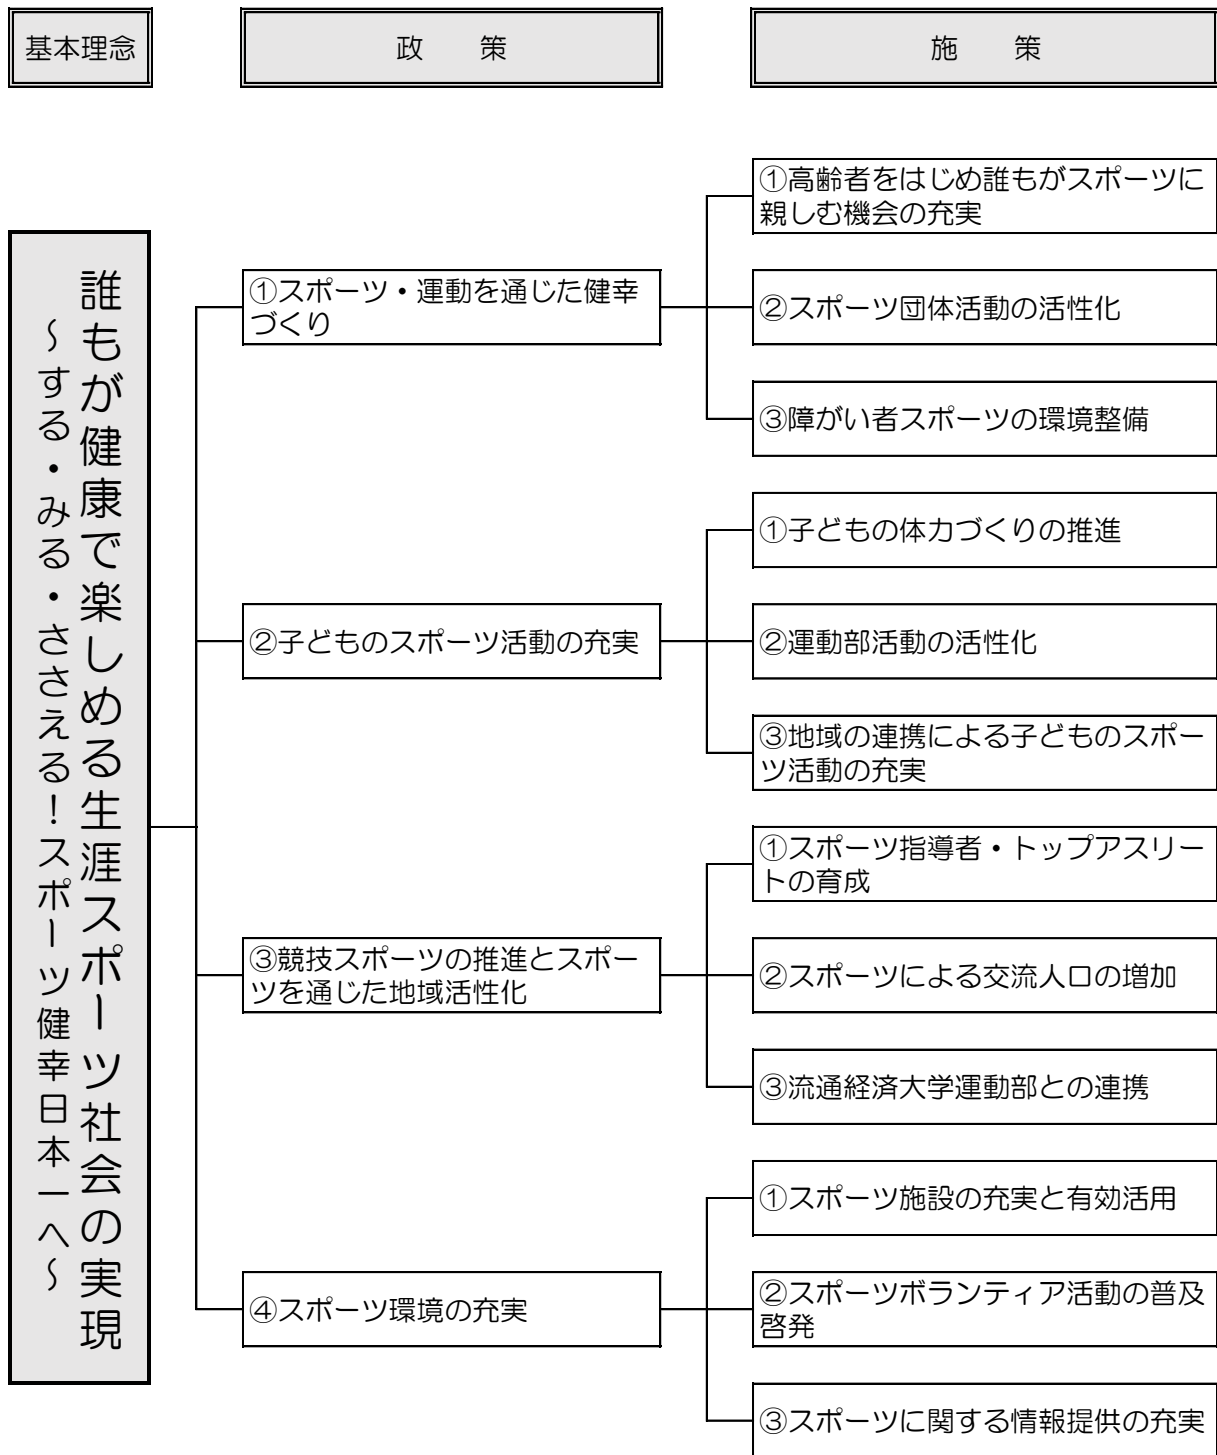 基本理念
政　　策
施　　策
誰もが健康で楽しめる生涯スポーツ社会の実現
～する・みる・ささえる！スポーツ健幸日本一へ～
①スポーツ・運動を通じた健幸
づくり
①高齢者をはじめ誰もがスポーツに
親しむ機会の充実
②スポーツ団体活動の活性化
③障がい者スポーツの環境整備
②子どものスポーツ活動の充実
①子どもの体力づくりの推進
②運動部活動の活性化
③地域の連携による子どものスポー
ツ活動の充実
③競技スポーツの推進とスポー
ツを通じた地域活性化
①スポーツ指導者・トップアスリー
トの育成
②スポーツによる交流人口の増加
③流通経済大学運動部との連携
④スポーツ環境の充実
①スポーツ施設の充実と有効活用
②スポーツボランティア活動の普及
啓発
③スポーツに関する情報提供の充実